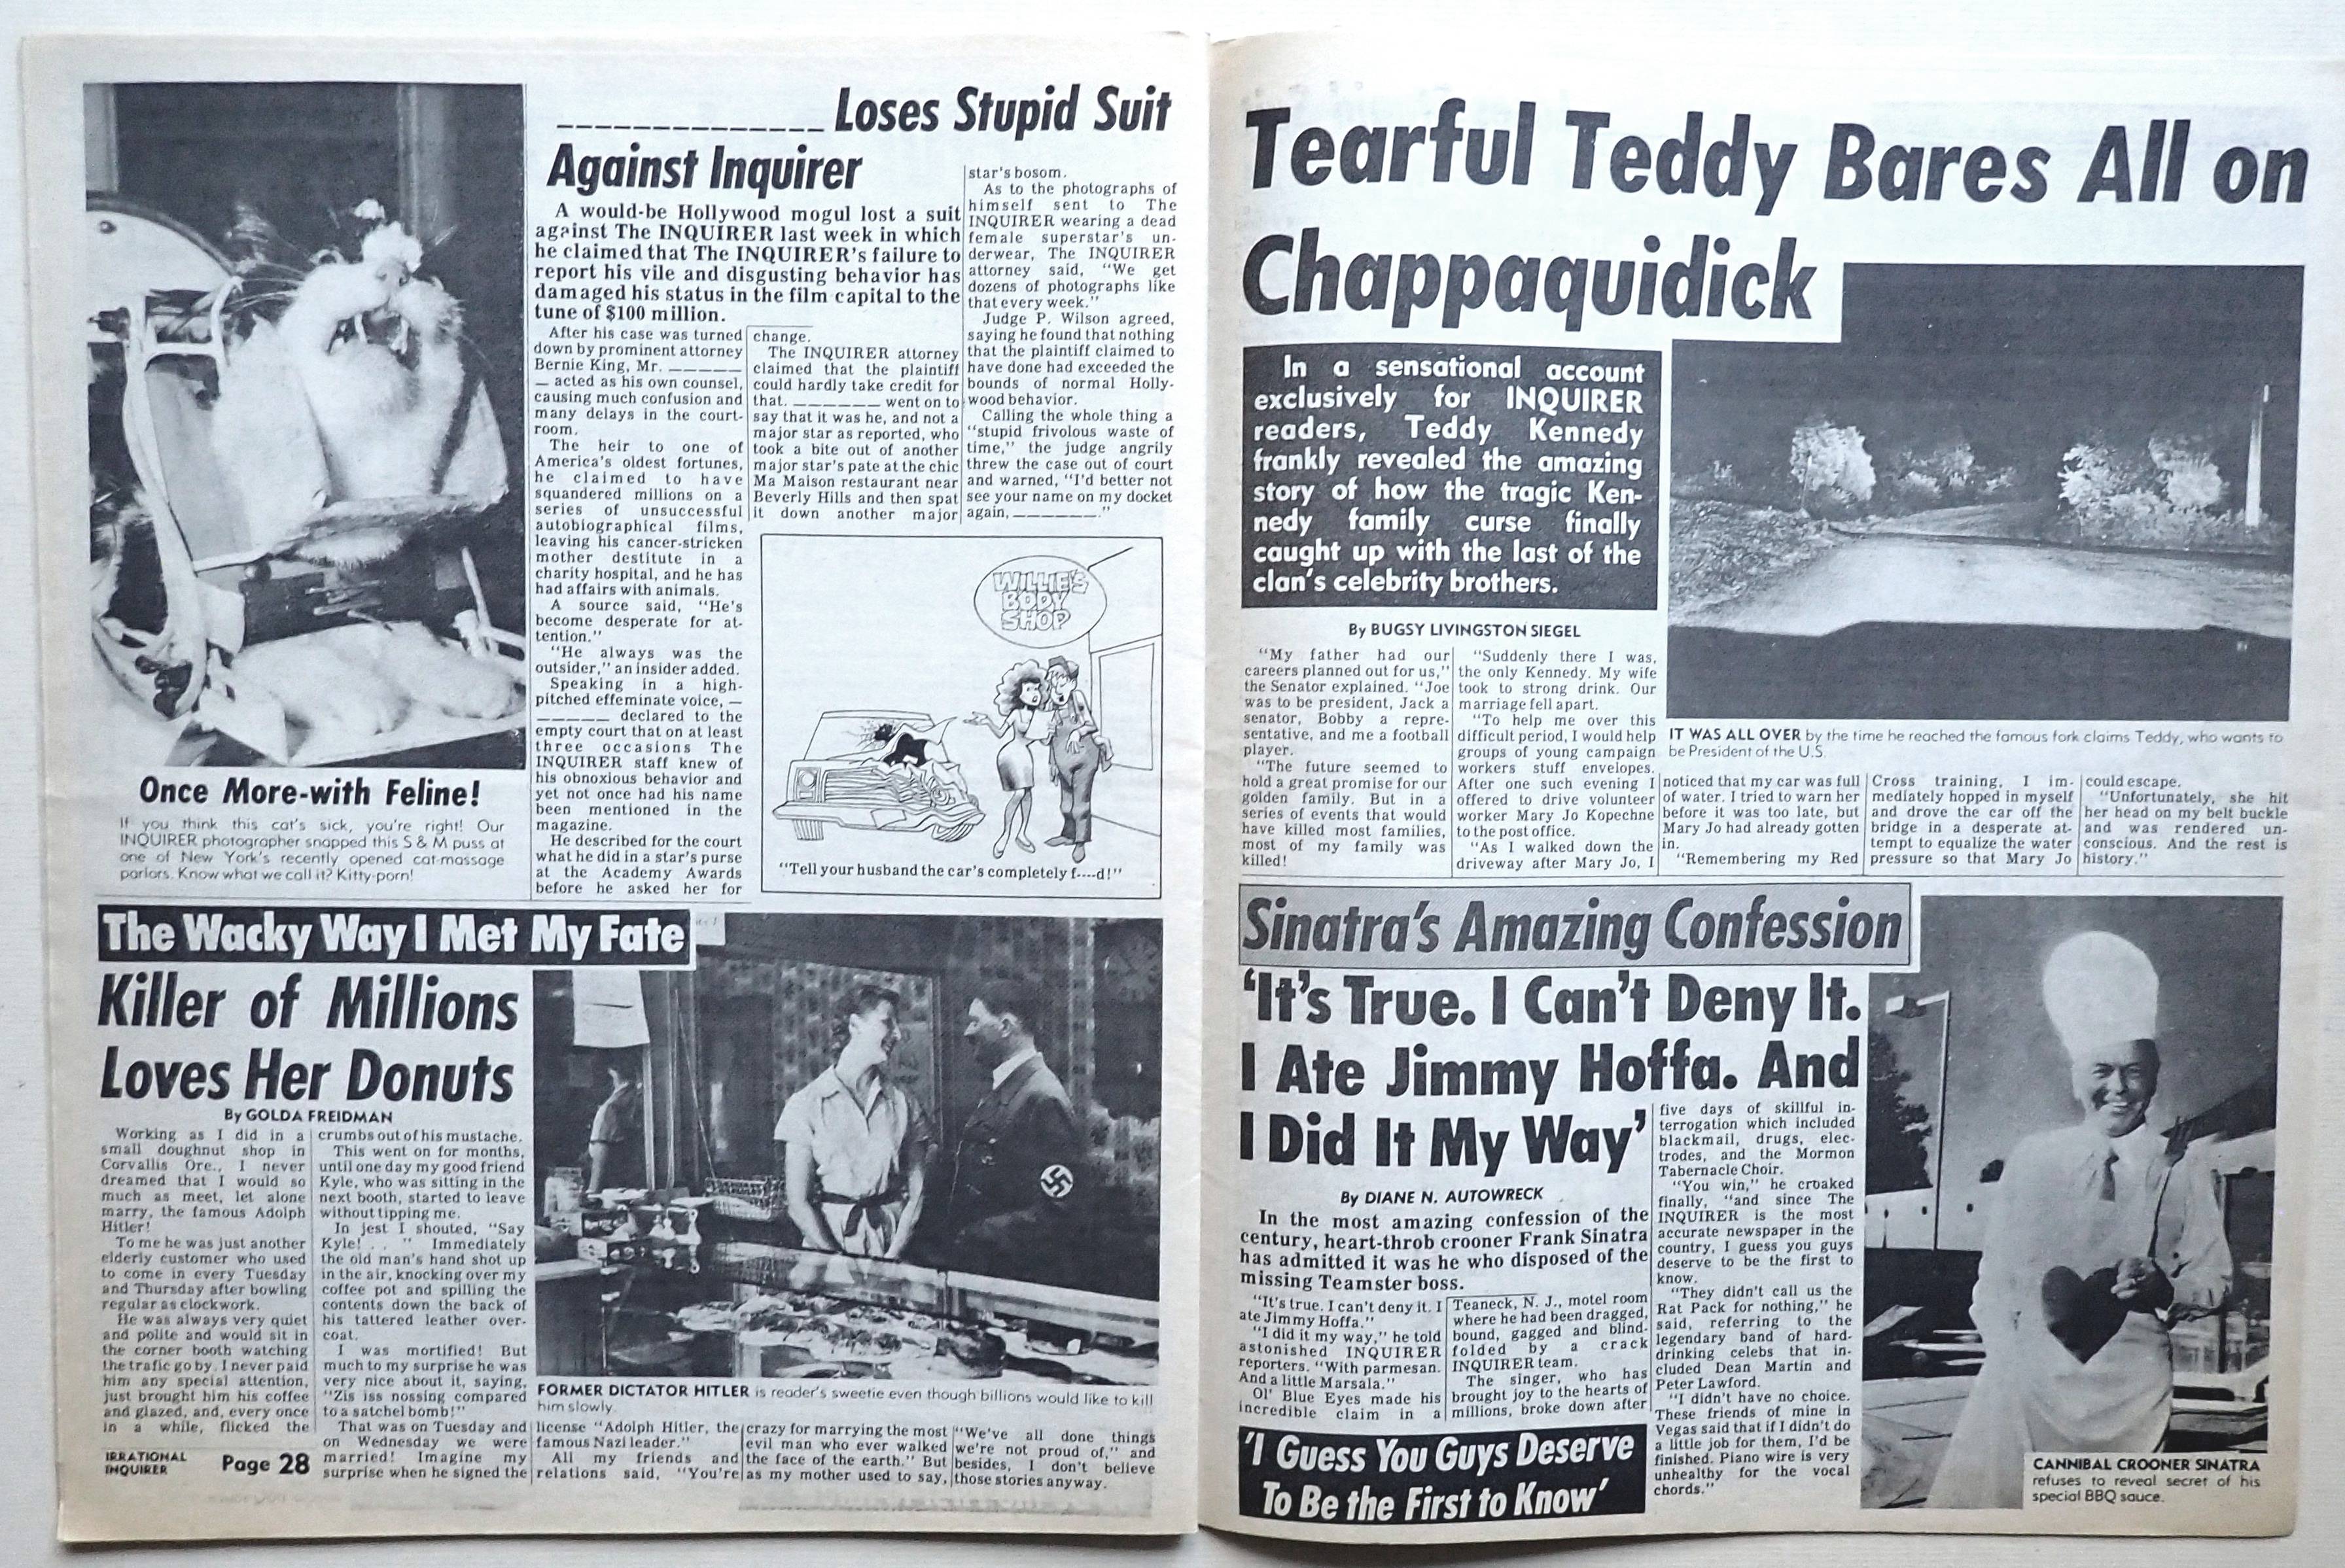 ______________ Loses Stupid Suit
Against Inquirer
A would-be Hollywood mogul lost a suit
against The INQUIRER last week in which
he claimed that The INQUIRER's failure to
report his vile and disgusting behavior has
damaged his status in the film capital to the
tune of $100 million.
After his case was turned
down by prominent attorney
Bernie King, Mr. ______
_ acted as his own counsel,
causing much confusion and
many delays in the court-
room.
The heir to one of
America's oldest fortunes,
he claimed to have
squandered millions on a
series of unsuccessful
autobiographical films,
leaving his cancer-stricken
mother destitute in a
charity hospital, and he has
had affairs with animals.
A source said, "He's
become desperate for at-
tention."
"He always was the
outsider," an insider added.
Speaking in a high-
pitched effeminate voice, _
______ declared to the
empty court that on at least
three occasions The
INQUIRER staff knew of
his obnoxious behavior and
yet not once had his name
been mentioned in the
magazine.
He described for the court
what he did in a star's purse
at the Academy Awards
before he asked her for
change.
The INQUIRER attorney
claimed that the plaintiff
could hardly take credit for
that. _______ went on to
say that it was he, and not a
major star as reported, who
took a bite out of another
major star's pate at the chic
Ma Maison restaurant near
Beverly Hills and then spat
it down another major
star's bosom.
As to the photographs of
himself sent to The
INQUIRER wearing a dead
female superstar's un-
derwear, The INQUIRER
attorney said, "We get
dozens of photographs like
that every week."
Judge P. Wilson agreed,
saying he found that nothing
that the plaintiff claimed to
have done had exceeded the
bounds of normal Holly-
wood behavior.
Calling the whole thing a
"stupid frivolous waste of
time," the judge angrily
threw the case out of court
and warned, "I'd better not
see your name on my docket
again, _______."
WILLIE'S
BODY
SHOP
"Tell your husband the car's completely f----d!"
Once More-with Feline!
If you think this cat's sick, you're right! Our
INQUIRER photographer snapped this S & M puss at
one of New York's recently opened cat-massage
parlors. Know what we call it? Kitty-porn!
The Wacky Way I Met My Fate
Killer of Millions
Loves Her Donuts
By GOLDA FREIDMAN
Working as I did in a
small doughnut shop in
Corvallis Ore., I never
dreamed that I would so
much as meet, let alone
marry, the famous Adolph
Hitler!
To me he was just another
elderly customer who used
to come in every Tuesday
and Thursday after bowling
regular as clockwork.
He was always very quiet
and polite and would sit in
the corner booth watching
the trafic go by. I never paid
him any special attention,
just brought him his coffee
and glazed, and, every once
in a while, flicked the
crumbs out of his mustache.
This went on for months,
until one day my good friend
Kyle, who was sitting in the
next booth, started to leave
without tipping me.
In jest I shouted, "Say
Kyle! . . " Immediately
the old man's hand shot up
in the air, knocking over my
coffee pot and spilling the
contents down the back of
his tattered leather over-
coat.
I was mortified! But
much to my surprise he was
very nice about it, saying,
"Zis iss nossing compared
to a satchel bomb!"
That was on Tuesday and
on Wednesday we were
married! Imagine my
surprise when he signed the
license "Adolph Hitler, the
famous Nazi leader."
All my friends and
relations said, "You're
crazy for marrying the most
evil man who ever walked
the face of the earth." But
as my mother used to say,
"We've all done things
we're not proud of," and
besides, I don't believe
those stories anyway.
FORMER DICTATOR HITLER is reader's sweetie even though billions would like to kill
him slowly.
IRRATIONAL
INQUIRER
Page 28
Tearful Teddy Bares All on
Chappaquidick
In a sensational account
exclusively for INQUIRER
readers, Teddy Kennedy
frankly revealed the amazing
story of how the tragic Ken-
nedy family curse finally
caught up with the last of the
clan's celebrity brothers.
By BUGSY LIVINGSTON SIEGEL
"My father had our
careers planned out for us,"
the Senator explained. "Joe
was to be president, Jack a
senator, Bobby a repre-
sentative, and me a football
player.
"The future seemed to
hold a great promise for our
golden family. But in a
series of events that would
have killed most families,
most of my family was
killed!
"Suddenly there I was,
the only Kennedy. My wife
took to strong drink. Our
marriage fell apart.
"To help me over this
difficult period, I would help
groups of young campaign
workers stuff envelopes.
After one such evening I
offered to drive volunteer
worker Mary Jo Kopechne
to the post office.
"As I walked down the
driveway after Mary Jo, I
noticed that my car was full
of water. I tried to warn her
before it was too late, but
Mary Jo had already gotten
in.
"Remembering my Red
Cross training, I im-
mediately hopped in myself
and drove the car off the
bridge in a desperate at-
tempt to equalize the water
pressure so that Mary Jo
could escape.
"Unfortunately, she hit
her head on my belt buckle
and was rendered un-
conscious. And the rest is
history."
IT WAS ALL OVER by the time he reached the famous fork claims Teddy, who wants to
be President of the U.S.
Sinatra's Amazing Confession
'It's True. I Can't Deny It.
I Ate Jimmy Hoffa. And
I Did It My Way'
By DIANE N. AUTOWRECK
In the most amazing confession of the
century, heart-throb crooner Frank Sinatra
has admitted it was he who disposed of the
missing Teamster boss.
"It's true. I can't deny it. I
ate Jimmy Hoffa."
"I did it my way," he told
astonished INQUIRER
reporters. "With parmesan.
And a little Marsala."
Ol' Blue Eyes made his
incredible claim in a
Teaneck, N. J., motel room
where he had been dragged,
bound, gagged and blind-
folded by a crack
INQUIRER team.
The singer, who has
brought joy to the hearts of
millions, broke down after
five days of skillful in-
terrogation which included
blackmail, drugs, elec-
trodes, and the Mormon
Tabernacle Choir.
"You win," he croaked
finally, "and since The
INQUIRER is the most
accurate newspaper in the
country, I guess you guys
deserve to be the first to
know.
"They didn't call us the
Rat Pack for nothing," he
said, referring to the
legendary band of hard-
drinking celebs that in-
cluded Dean Martin and
Peter Lawford.
"I didn't have no choice.
These friends of mine in
Vegas said that if I didn't do
a little job for them, I'd be
finished. Piano wire is very
unhealthy for the vocal
chords."
'I Guess You Guys Deserve
To Be the First to Know'
CANNIBAL CROONER SINATRA
refuses to reveal secret of his
special BBQ sauce.